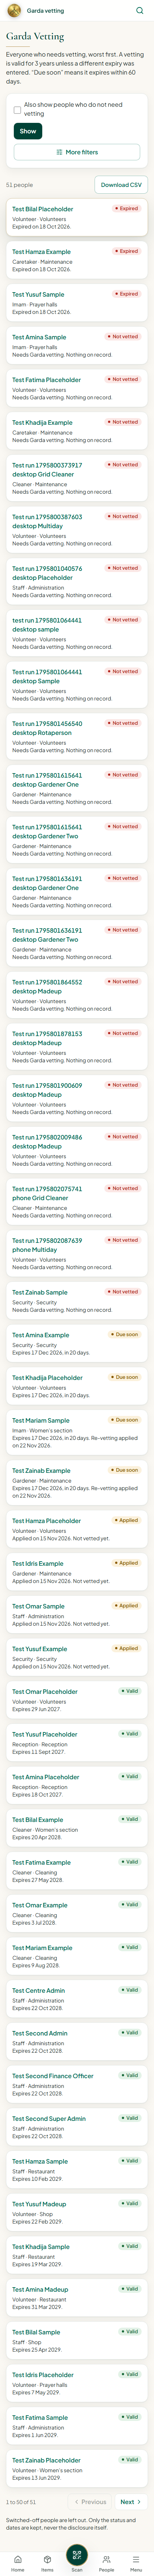 Garda vetting
Garda Vetting
Everyone who needs vetting, worst first. A vetting
is valid for 3 years unless a different expiry was
entered. "Due soon" means it expires within 60
days.
Also show people who do not need
vetting
Show
More filters
51 people
Download CSV
Test Bilal Placeholder
Expired
Volunteer · Volunteers
Expired on 18 Oct 2026.
Test Hamza Example
Expired
Caretaker · Maintenance
Expired on 18 Oct 2026.
Test Yusuf Sample
Expired
Imam · Prayer halls
Expired on 18 Oct 2026.
Test Amina Sample
Not vetted
Imam · Prayer halls
Needs Garda vetting. Nothing on record.
Test Fatima Placeholder
Not vetted
Volunteer · Volunteers
Needs Garda vetting. Nothing on record.
Test Khadija Example
Not vetted
Caretaker · Maintenance
Needs Garda vetting. Nothing on record.
Test run 1795800373917
Not vetted
desktop Grid Cleaner
Cleaner · Maintenance
Needs Garda vetting. Nothing on record.
Test run 1795800387603
Not vetted
desktop Multiday
Volunteer · Volunteers
Needs Garda vetting. Nothing on record.
Test run 1795801040576
Not vetted
desktop Placeholder
Staff · Administration
Needs Garda vetting. Nothing on record.
test run 1795801064441
Not vetted
desktop sample
Volunteer · Volunteers
Needs Garda vetting. Nothing on record.
Test run 1795801064441
Not vetted
desktop Sample
Volunteer · Volunteers
Needs Garda vetting. Nothing on record.
Test run 1795801456540
Not vetted
desktop Rotaperson
Volunteer · Volunteers
Needs Garda vetting. Nothing on record.
Test run 1795801615641
Not vetted
desktop Gardener One
Gardener · Maintenance
Needs Garda vetting. Nothing on record.
Test run 1795801615641
Not vetted
desktop Gardener Two
Gardener · Maintenance
Needs Garda vetting. Nothing on record.
Test run 1795801636191
Not vetted
desktop Gardener One
Gardener · Maintenance
Needs Garda vetting. Nothing on record.
Test run 1795801636191
Not vetted
desktop Gardener Two
Gardener · Maintenance
Needs Garda vetting. Nothing on record.
Test run 1795801864552
Not vetted
desktop Madeup
Volunteer · Volunteers
Needs Garda vetting. Nothing on record.
Test run 1795801878153
Not vetted
desktop Madeup
Volunteer · Volunteers
Needs Garda vetting. Nothing on record.
Test run 1795801900609
Not vetted
desktop Madeup
Volunteer · Volunteers
Needs Garda vetting. Nothing on record.
Test run 1795802009486
Not vetted
desktop Madeup
Volunteer · Volunteers
Needs Garda vetting. Nothing on record.
Test run 1795802075741
Not vetted
phone Grid Cleaner
Cleaner · Maintenance
Needs Garda vetting. Nothing on record.
Test run 1795802087639
Not vetted
phone Multiday
Volunteer · Volunteers
Needs Garda vetting. Nothing on record.
Test Zainab Sample
Not vetted
Security · Security
Needs Garda vetting. Nothing on record.
Test Amina Example
Due soon
Security · Security
Expires 17 Dec 2026, in 20 days.
Test Khadija Placeholder
Due soon
Volunteer · Volunteers
Expires 17 Dec 2026, in 20 days.
Test Mariam Sample
Due soon
Imam · Women's section
Expires 17 Dec 2026, in 20 days. Re-vetting applied
on 22 Nov 2026.
Test Zainab Example
Due soon
Gardener · Maintenance
Expires 17 Dec 2026, in 20 days. Re-vetting applied
on 22 Nov 2026.
Test Hamza Placeholder
Applied
Volunteer · Volunteers
Applied on 13 Nov 2026. Not vetted yet.
Test Idris Example
Applied
Gardener · Maintenance
Applied on 15 Nov 2026. Not vetted yet.
Test Omar Sample
Applied
Staff · Administration
Applied on 15 Nov 2026. Not vetted yet.
Test Yusuf Example
Applied
Security · Security
Applied on 15 Nov 2026. Not vetted yet.
Test Omar Placeholder
Valid
Volunteer · Volunteers
Expires 29 Jun 2027.
Test Yusuf Placeholder
Valid
Reception · Reception
Expires 11 Sept 2027.
Test Amina Placeholder
Valid
Reception · Reception
Expires 18 Oct 2027.
Test Bilal Example
Valid
Cleaner · Women's section
Expires 20 Apr 2028.
Test Fatima Example
Valid
Cleaner · Cleaning
Expires 27 May 2028.
Test Omar Example
Valid
Cleaner · Cleaning
Expires 3 Jul 2028.
Test Mariam Example
Valid
Cleaner · Cleaning
Expires 9 Aug 2028.
Test Centre Admin
Valid
Staff · Administration
Expires 22 Oct 2028.
Test Second Admin
Valid
Staff · Administration
Expires 22 Oct 2028.
Test Second Finance Officer
Valid
Staff · Administration
Expires 22 Oct 2028.
Test Second Super Admin
Valid
Staff · Administration
Expires 22 Oct 2028.
Test Hamza Sample
Valid
Staff · Restaurant
Expires 10 Feb 2029.
Test Yusuf Madeup
Valid
Volunteer · Shop
Expires 22 Feb 2029.
Test Khadija Sample
Valid
Staff · Restaurant
Expires 19 Mar 2029.
Test Amina Madeup
Valid
Volunteer · Restaurant
Expires 31 Mar 2029.
Test Bilal Sample
Valid
Staff · Shop
Expires 25 Apr 2029.
Test Idris Placeholder
Valid
Volunteer · Prayer halls
Expires 7 May 2029.
Test Fatima Sample
Valid
Staff · Administration
Expires 1 Jun 2029.
Test Zainab Placeholder
Valid
Volunteer · Women's section
Expires 13 Jun 2029.
1 to 50 of 51
Previous
Next
Switched-off people are left out. Only the status and
dates are kept, never the disclosure itself.
Home
Items
Scan
People
Menu